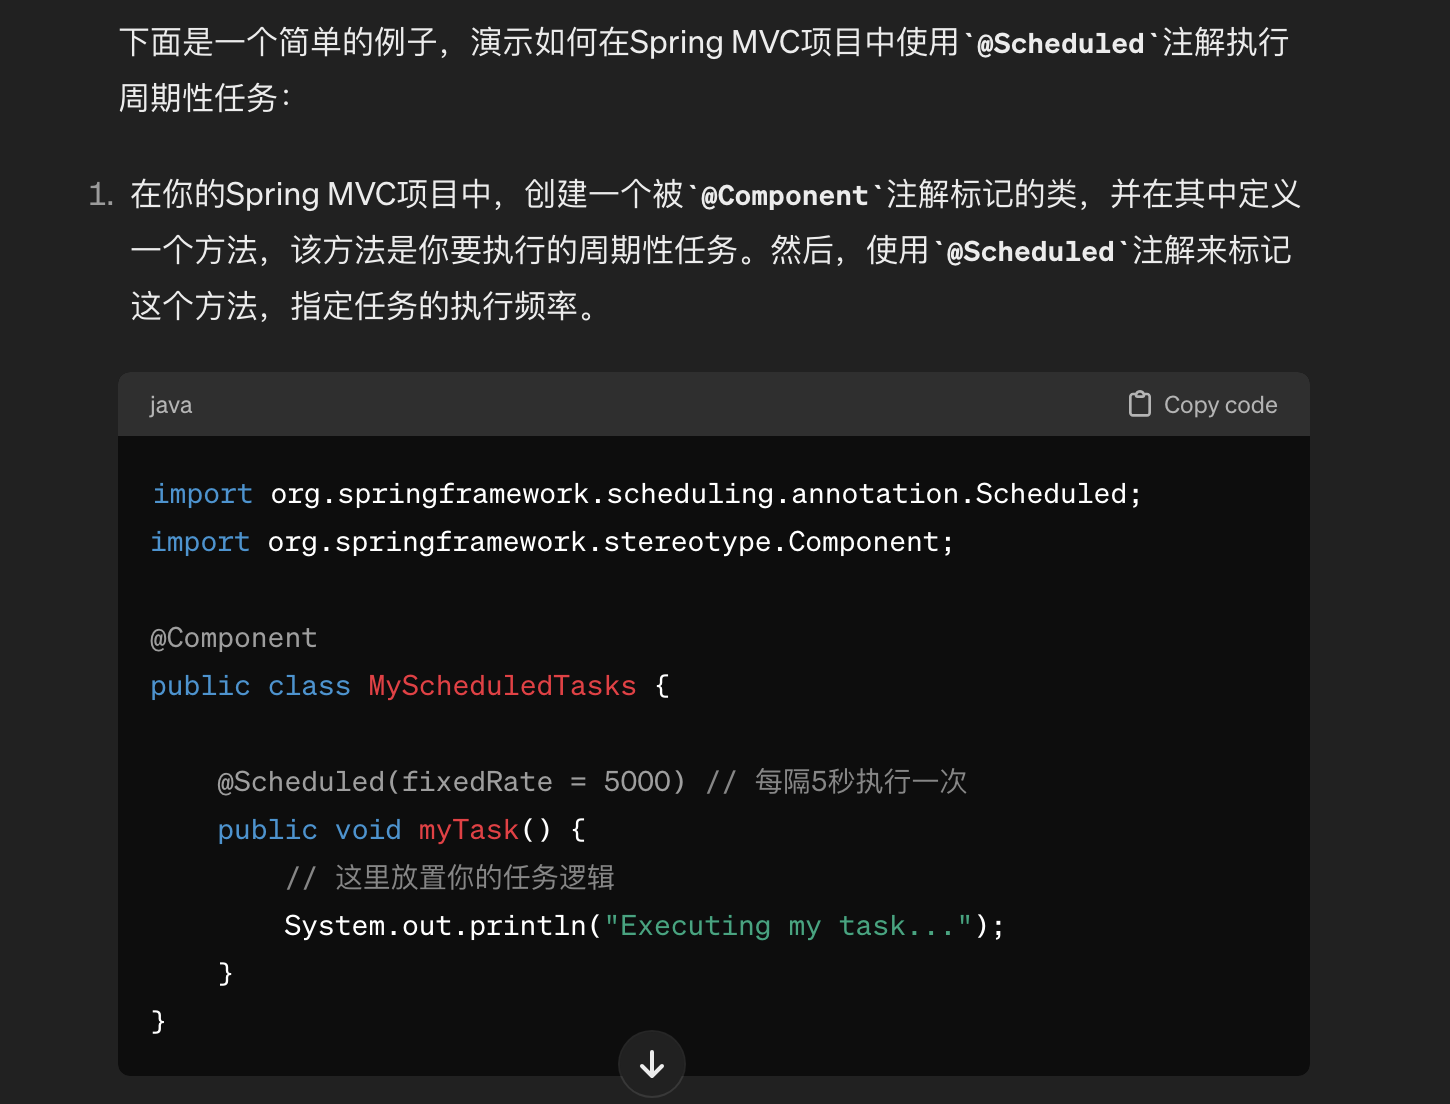 下面是一个简单的例子，演示如何在Spring MVC项目中使用`@Scheduled`注解执行
周期性任务：
1. 在你的Spring MVC项目中，创建一个被`@Component`注解标记的类，并在其中定义
一个方法，该方法是你要执行的周期性任务。然后，使用`@Scheduled`注解来标记
这个方法，指定任务的执行频率。
java Copy code
import org.springframework.scheduling.annotation.Scheduled;
import org.springframework.stereotype.Component;
@Component
public class MyScheduledTasks {
@Scheduled(fixedRate = 5000) // 每隔5秒执行一次
public void myTask() {
// 这里放置你的任务逻辑
System.out.println("Executing my task...");
}
}